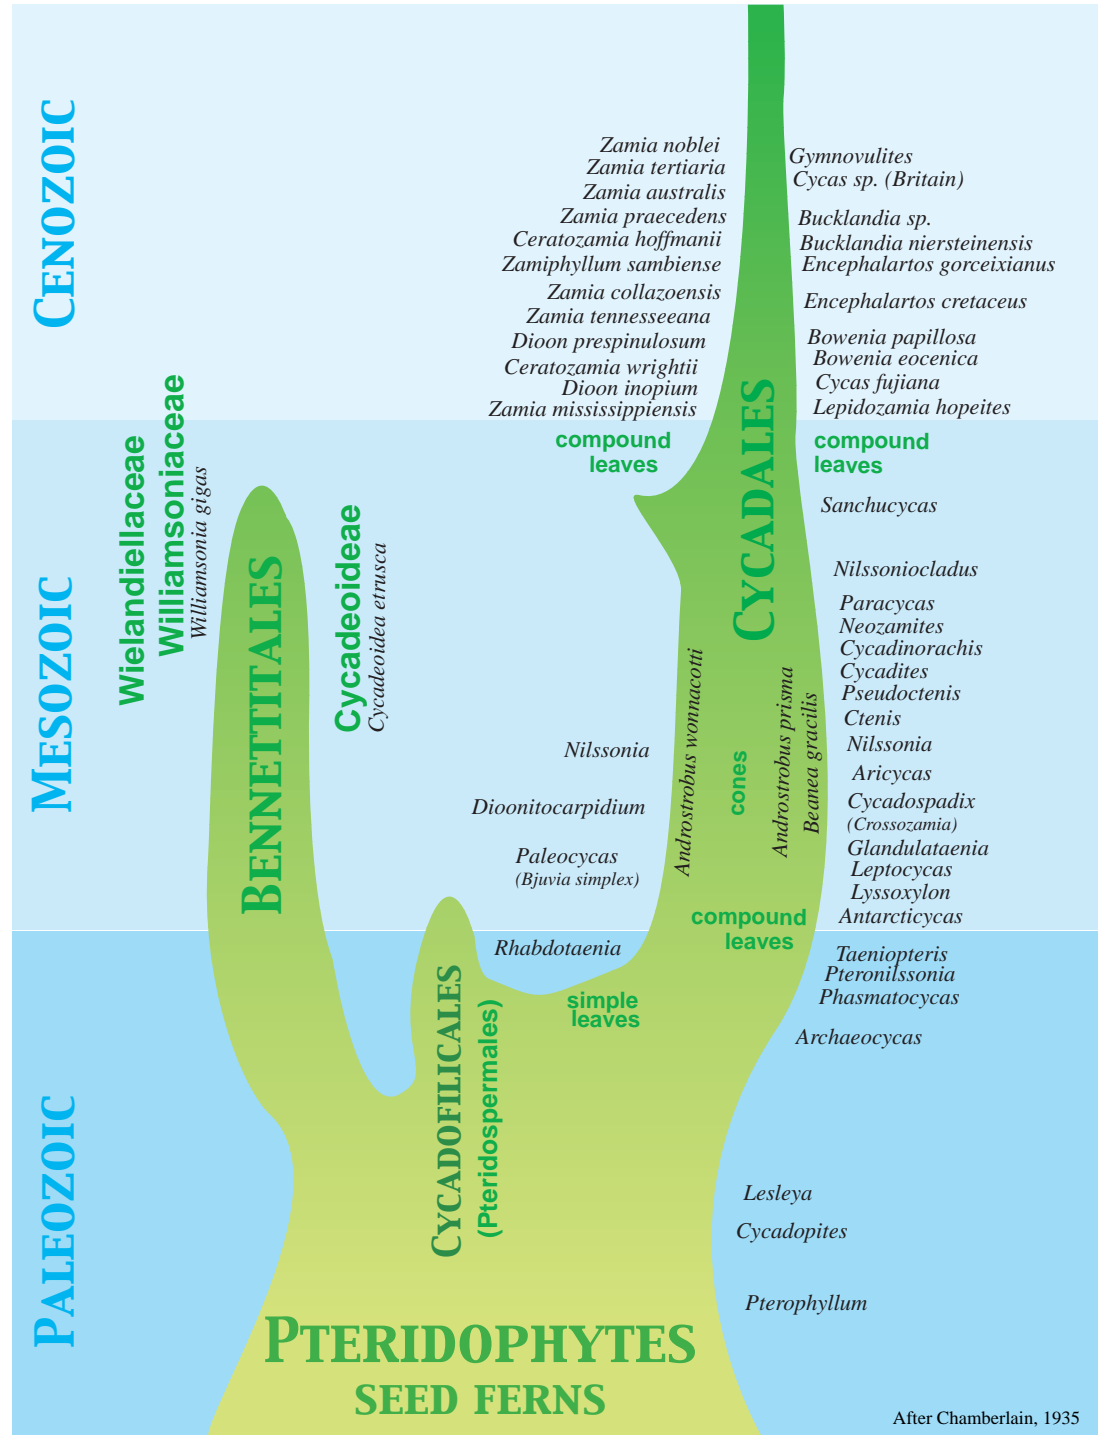 CENOZOIC
Zamia noblei
Zamia tertiaria
Zamia australis
Zamia praecedens
Ceratozamia hoffmanii
Zamiphyllum sambiense
Zamia collazoensis
Zamia tennesseeana
Dioon prespinulosum
Ceratozamia wrightii
Dioon inopium
Zamia mississippiensis
Gymnovulites
Cycas sp. (Britain)
Bucklandia sp.
Bucklandia niersteinensis
Encephalartos gorceixianus
Encephalartos cretaceus
Bowenia papillosa
Bowenia eocenica
Cycas fujiana
Lepidozamia hopeites
MESOZOIC
Wielandiellaceae
Williamsoniaceae
Williamsonia gigas
BENNETTITALES
Cycadeoideae
Cycadeoidea etrusca
compound
leaves
CYCADALES
compound
leaves
Sanchucycas
Nilssoniocladus
Paracycas
Neozamites
Cycadinorachis
Cycadites
Pseudoctenis
Ctenis
Nilssonia
Aricycas
Cycadospadix
(Crossozamia)
Glandulataenia
Leptocycas
Lyssoxylon
Antarcticycas
Nilssonia
Dioonitocarpidium
Paleocycas
(Bjuvia simplex)
Androstrobus wonnacotti
cones
Androstrobus prisma
Beanea gracilis
compound
leaves
PALEOZOIC
Rhabdotaenia
simple
leaves
CYCADOFILICALES
(Pteridospermales)
Taeniopteris
Pteronilssonia
Phasmatocycas
Archaeocycas
Lesleya
Cycadopites
Pterophyllum
PTERIDOPHYTES
SEED FERNS
After Chamberlain, 1935